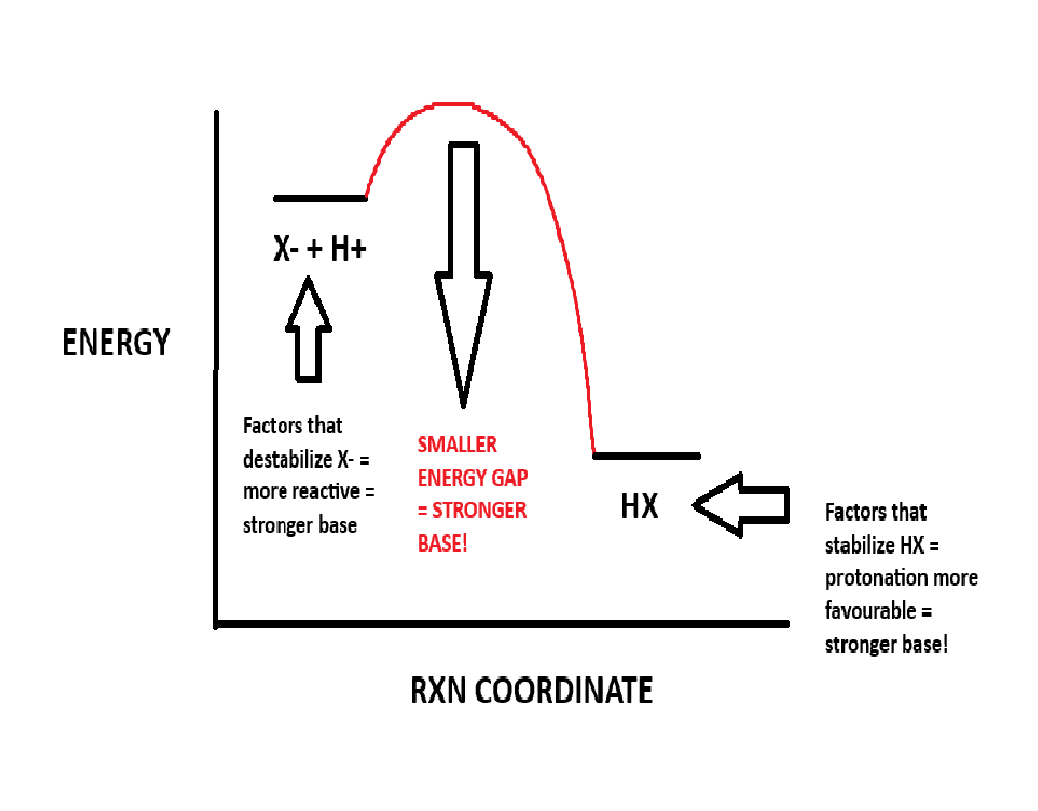 X- + H+
ENERGY
Factors that
destabilize X- =
more reactive =
stronger base
SMALLER
ENERGY GAP
= STRONGER
BASE!
HX
Factors that
stabilize HX =
protonation more
favourable =
stronger base!
RXN COORDINATE